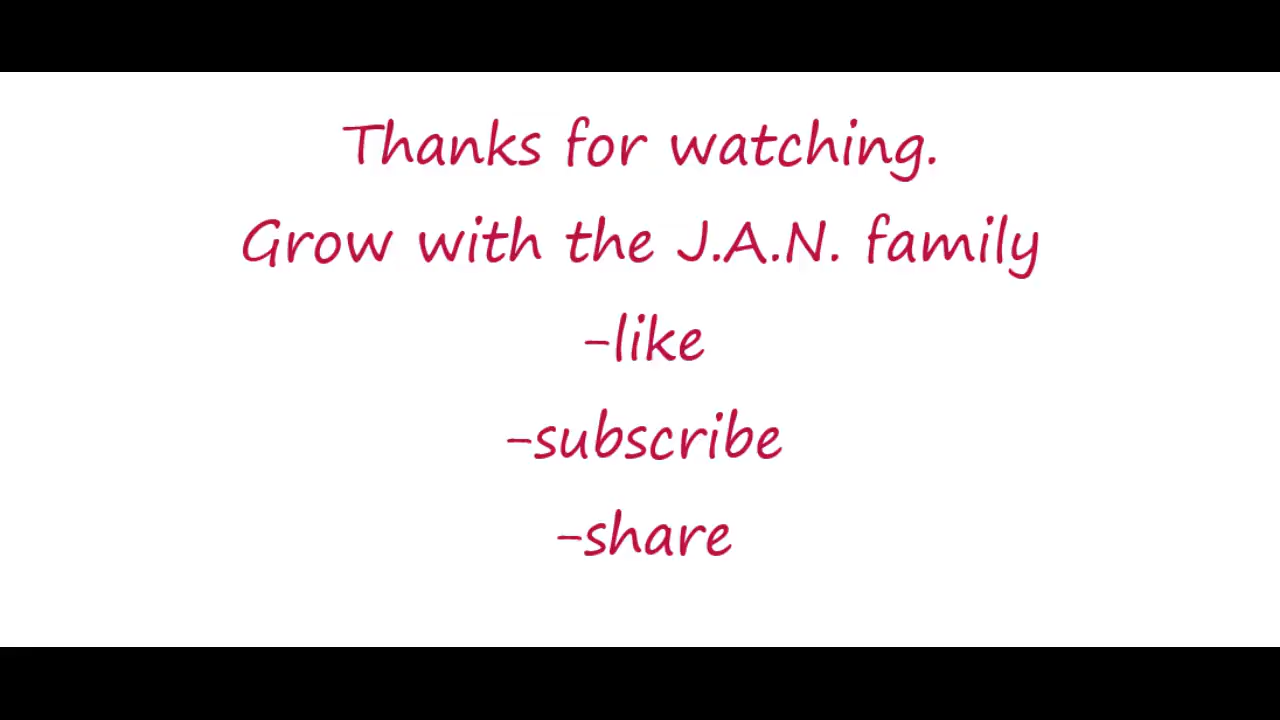 Thanks for watching.
Grow with the J.A.N. family
-like
-subscribe
-share